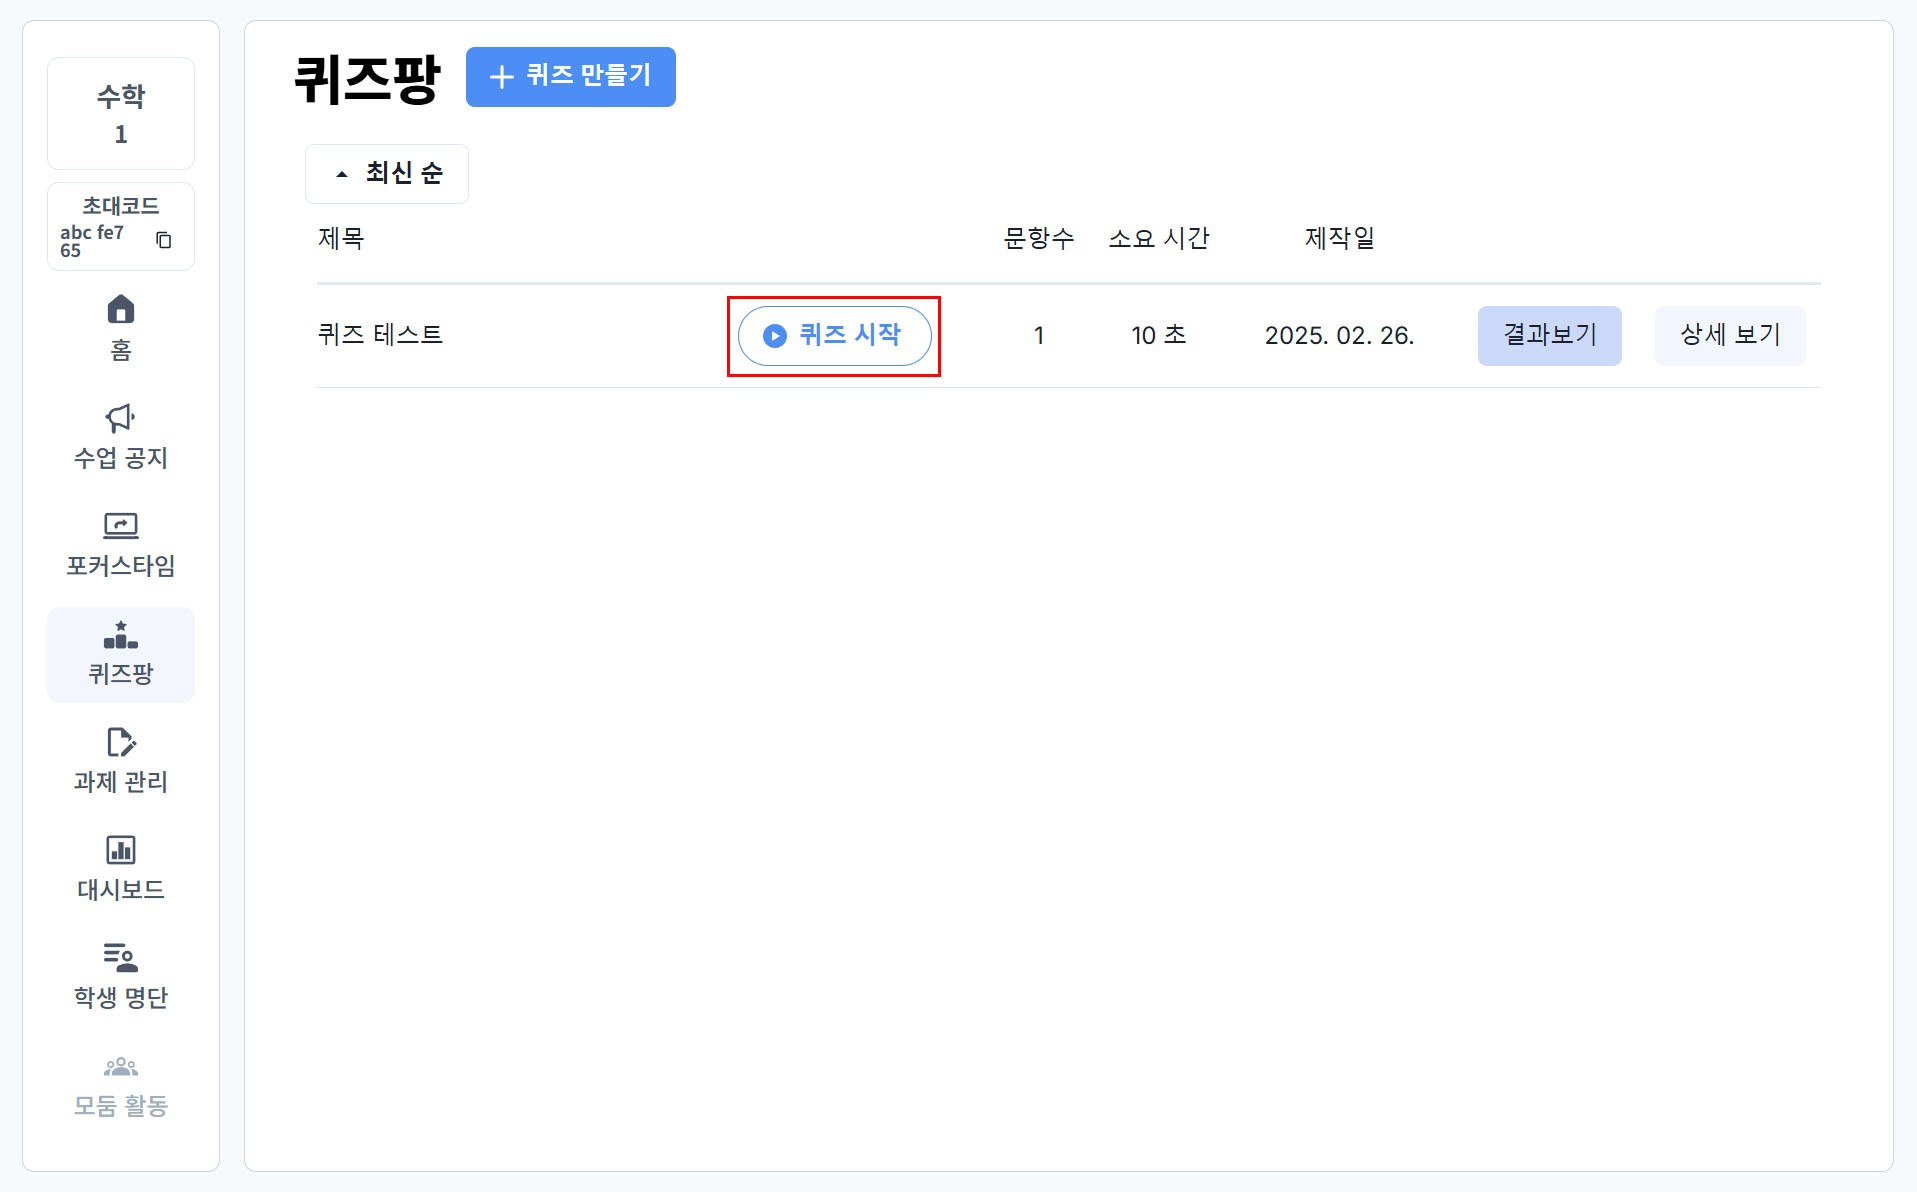 수학
1
초대코드
abc fe7
65
홈
수업 공지
포커스타임
퀴즈팡
과제 관리
대시보드
학생 명단
모둠 활동
퀴즈팡
퀴즈 만들기
최신 순
제목 문항수 소요 시간 제작일
퀴즈 테스트 퀴즈 시작 1 10 초 2025. 02. 26. 결과보기 상세 보기